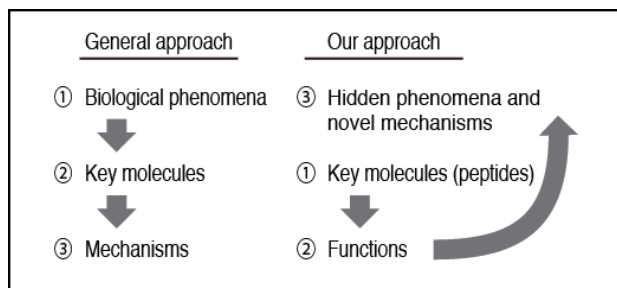 General approach
① Biological phenomena
② Key molecules
③ Mechanisms
Our approach
③ Hidden phenomena and
novel mechanisms
① Key molecules (peptides)
② Functions